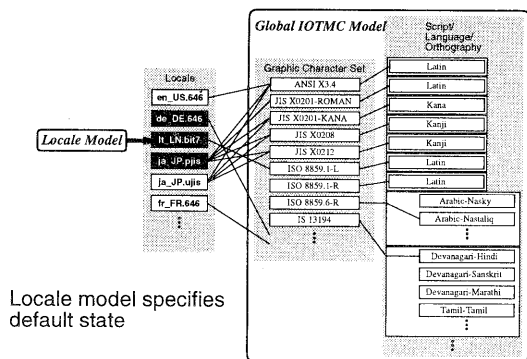 Global IOTMC Model
Script/
Language/
Orthography
Graphic Character Set
Locale
Locale Model
en_US.646
de_DE.646
lt_LN.bit7
ja_JP.pjis
ja_JP.ujis
fr_FR.646
ANSI X3.4
JIS X0201-ROMAN
JIS X0201-KANA
JIS X0208
JIS X0212
ISO 8859.1-L
ISO 8859.1-R
ISO 8859.6-R
IS 13194
Latin
Latin
Kana
Kanji
Kanji
Latin
Latin
Arabic-Nasky
Arabic-Nastaliq
Devanagari-Hindi
Devanagari-Sanskrit
Devanagari-Marathi
Tamil-Tamil
Locale model specifies
default state